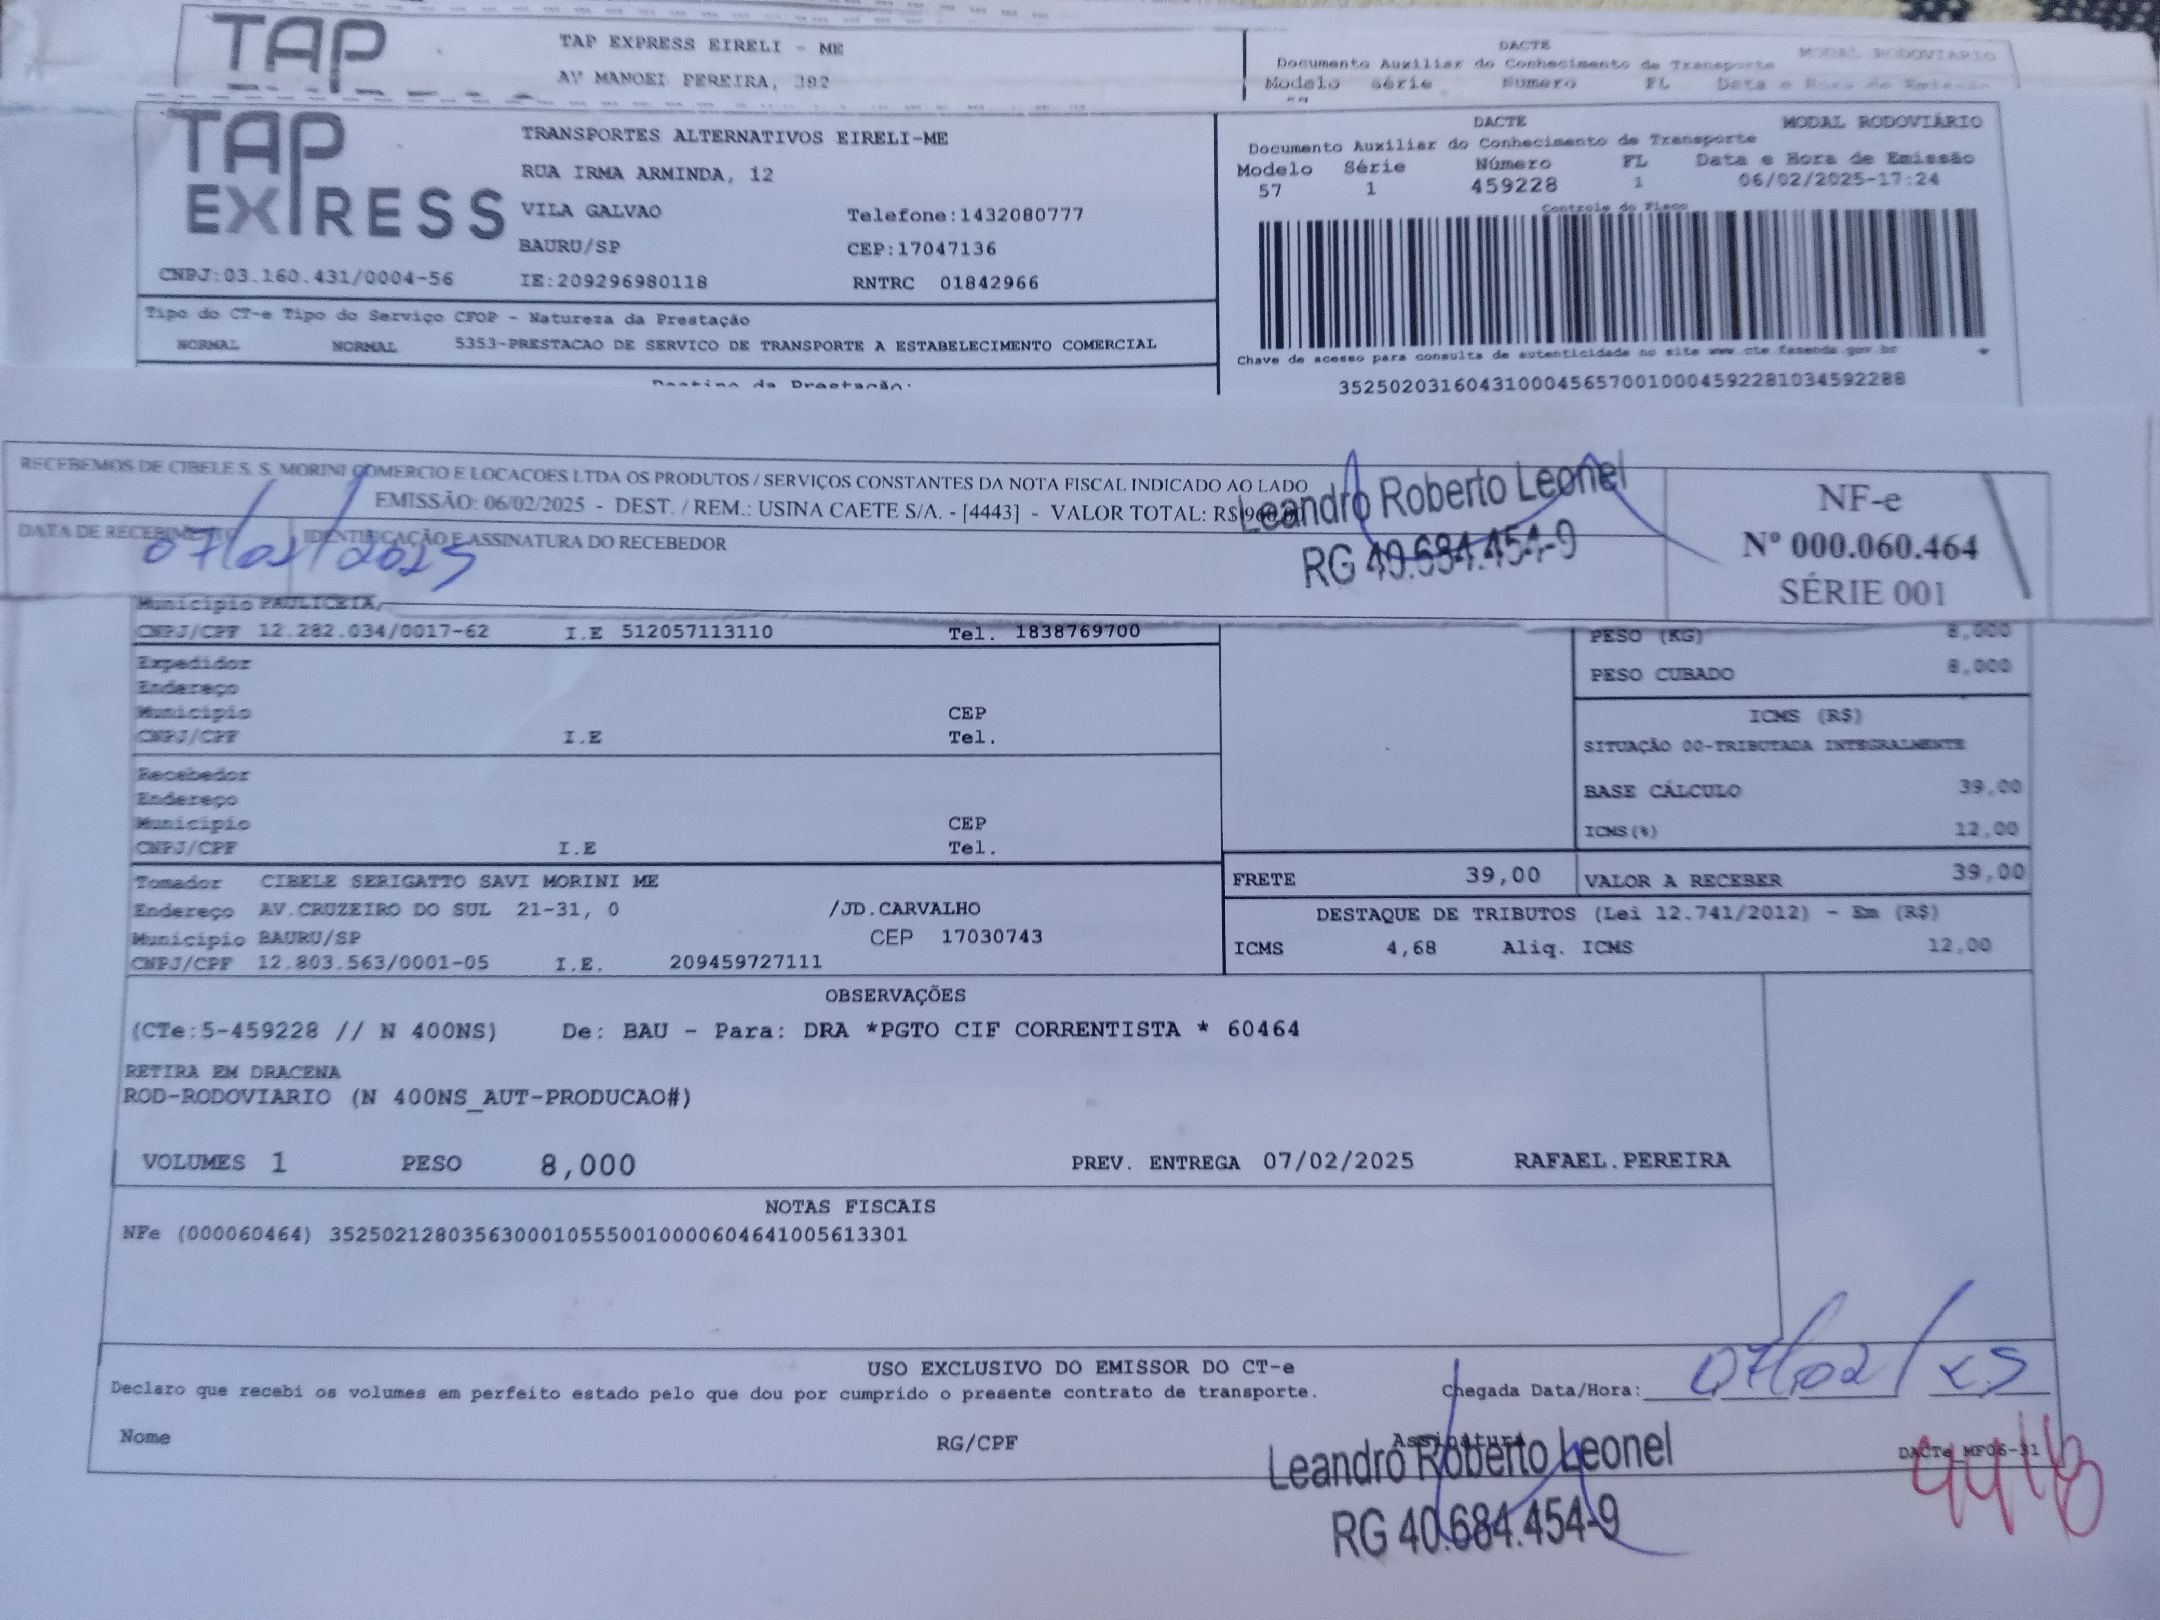 TAP
TAP EXPRESS EIRELI - ME
AV MANOEL PEREIRA, 382
DACTE
MODAL RODOVIARIO
Documento Auxiliar do Conhecimento de Transporte
Modelo série Numero FL Data e Hora de Emissão
TAP EXPRESS
TRANSPORTES ALTERNATIVOS EIRELI-ME
RUA IRMA ARMINDA, 12
VILA GALVAO Telefone:1432080777
BAURU/SP CEP:17047136
CNPJ:03.160.431/0004-56 IE:209296980118 RNTRC 01842966
DACTE MODAL RODOVIÁRIO
Documento Auxiliar do Conhecimento de Transporte
Modelo Série Número FL Data e Hora de Emissão
57 1 459228 1 06/02/2025-17:24
Controle do Fisco
Tipo do CT-e Tipo do Serviço CFOP - Natureza da Prestação
NORMAL NORMAL 5353-PRESTACAO DE SERVICO DE TRANSPORTE A ESTABELECIMENTO COMERCIAL
Chave de acesso para consulta de autenticidade no site www.cte.fazenda.gov.br
35250203160431000456570010004592281034592288
RECEBEMOS DE CIBELE S. S. MORINI COMERCIO E LOCACOES LTDA OS PRODUTOS / SERVIÇOS CONSTANTES DA NOTA FISCAL INDICADO AO LADO
EMISSÃO: 06/02/2025 - DEST. / REM.: USINA CAETE S/A. - [4443] - VALOR TOTAL: R$
DATA DE RECEBIMENTO IDENTIFICAÇÃO E ASSINATURA DO RECEBEDOR
07/02/2025
Leandro Roberto Leonel
RG 40.684.454-9
NF-e
Nº 000.060.464
SÉRIE 001
Município PAULICEIA/
CNPJ/CPF 12.282.034/0017-62 I.E 512057113110 Tel. 1838769700
PESO (KG) 8,000
PESO CUBADO 8,000
Expedidor
Endereço
Município CEP
CNPJ/CPF I.E Tel.
ICMS (R$)
SITUAÇÃO 00-TRIBUTADA INTEGRALMENTE
BASE CÁLCULO 39,00
ICMS(%) 12,00
Recebedor
Endereço
Município CEP
CNPJ/CPF I.E Tel.
FRETE 39,00 VALOR A RECEBER 39,00
Tomador CIBELE SERIGATTO SAVI MORINI ME
Endereço AV.CRUZEIRO DO SUL 21-31, 0 /JD.CARVALHO
Município BAURU/SP CEP 17030743
CNPJ/CPF 12.803.563/0001-05 I.E. 209459727111
DESTAQUE DE TRIBUTOS (Lei 12.741/2012) - Em (R$)
ICMS 4,68 Aliq. ICMS 12,00
OBSERVAÇÕES
(CTe:5-459228 // N 400NS) De: BAU - Para: DRA *PGTO CIF CORRENTISTA * 60464
RETIRA EM DRACENA
ROD-RODOVIARIO (N 400NS_AUT-PRODUCAO#)
VOLUMES 1 PESO 8,000 PREV. ENTREGA 07/02/2025 RAFAEL.PEREIRA
NOTAS FISCAIS
NFe (000060464) 35250212803563000105550010000604641005613301
USO EXCLUSIVO DO EMISSOR DO CT-e
Declaro que recebi os volumes em perfeito estado pelo que dou por cumprido o presente contrato de transporte.
Chegada Data/Hora: 07/02/25
Nome RG/CPF Assinatura
DACTe MF06-31
Leandro Roberto Leonel
RG 40.684.454-9